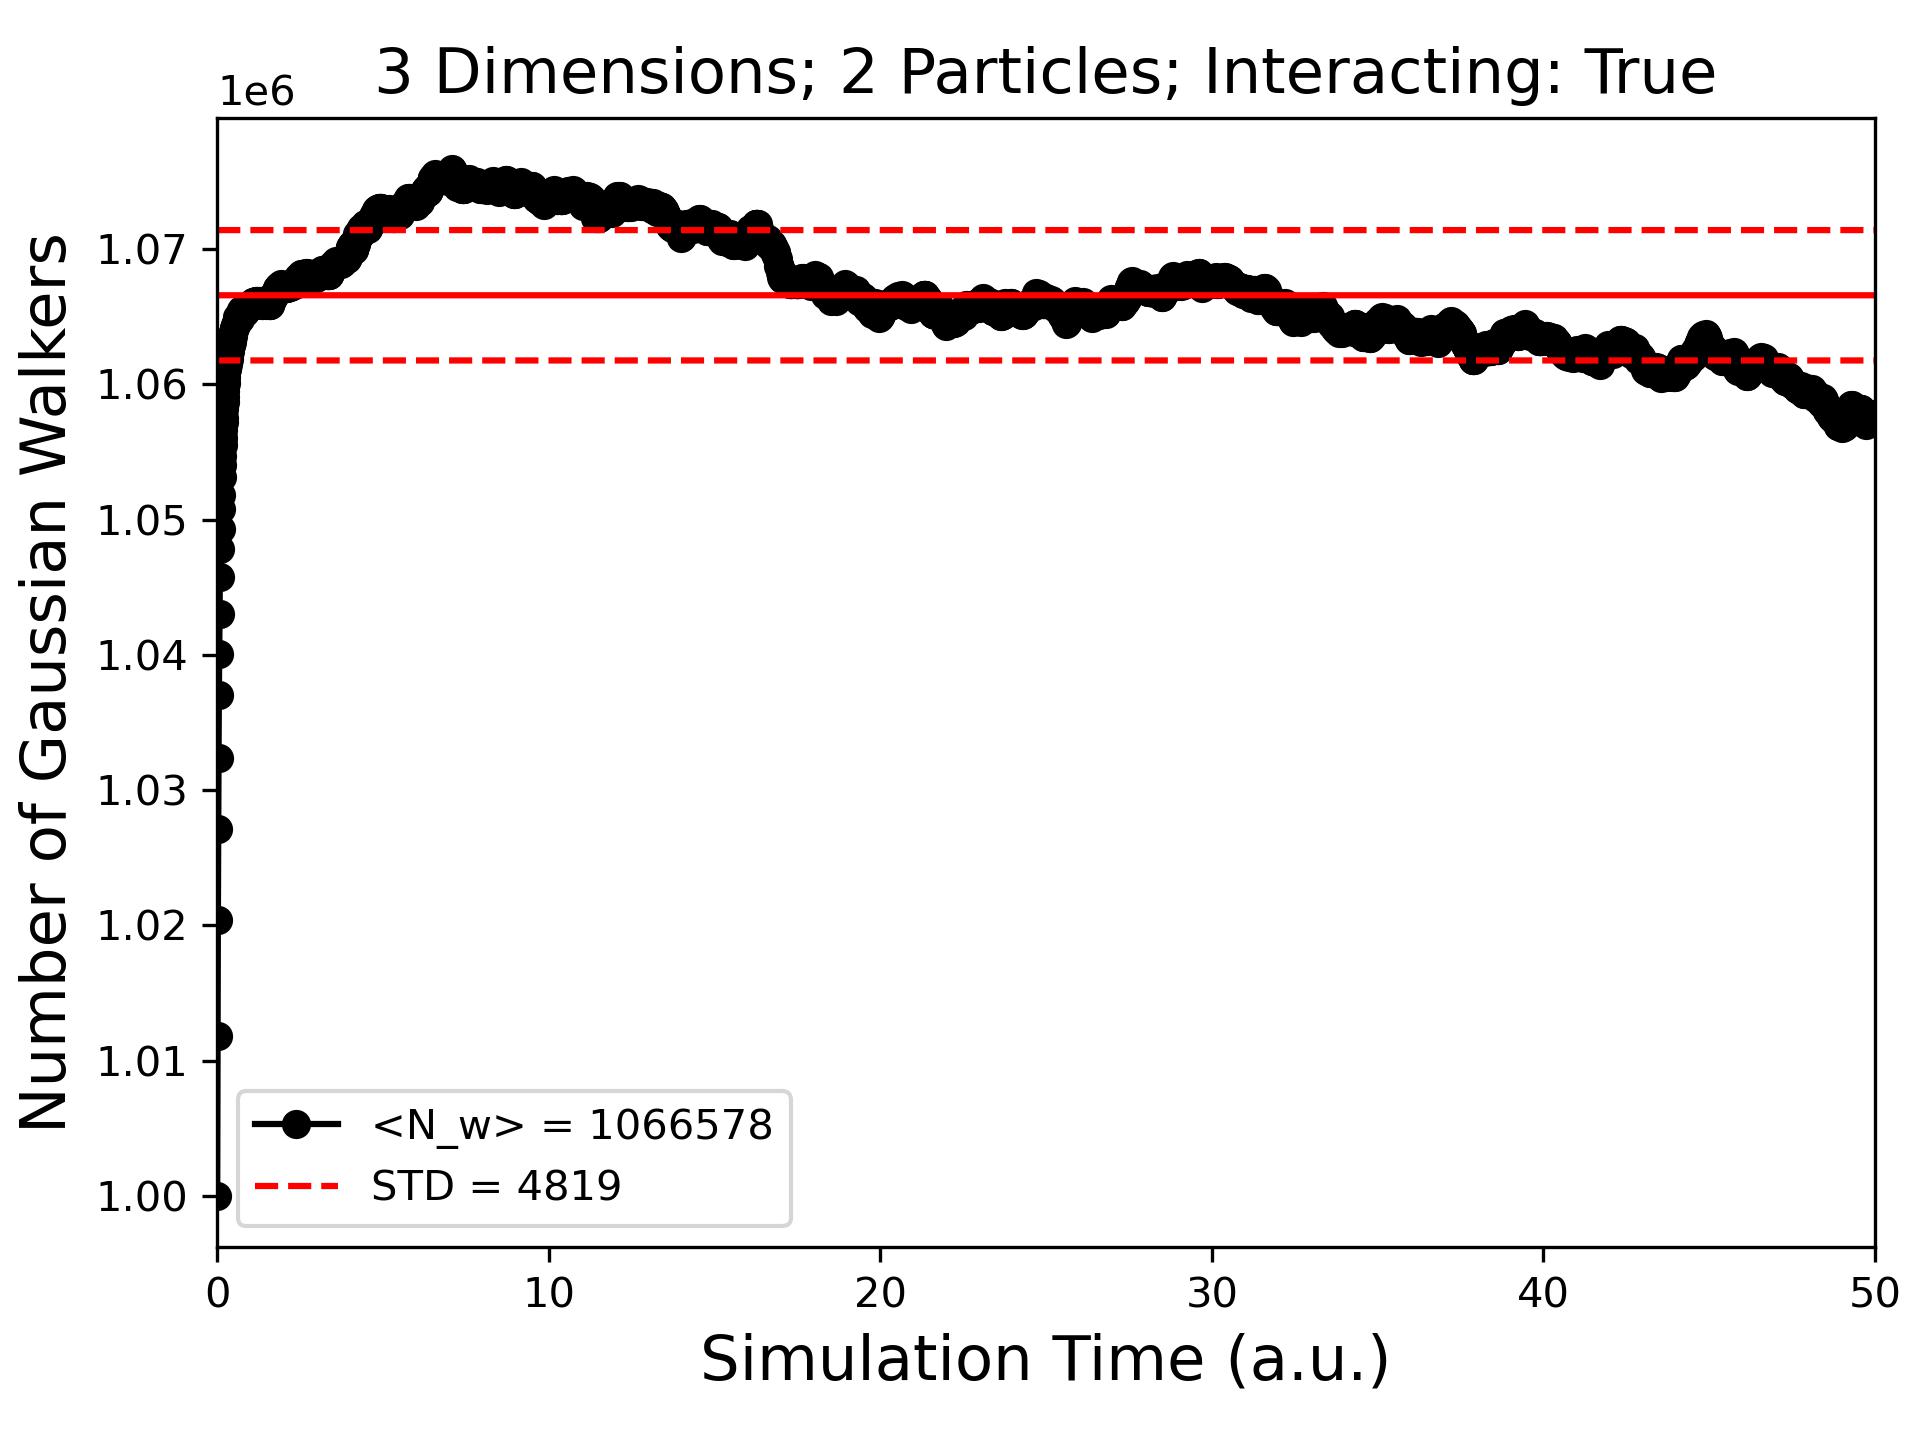 3 Dimensions; 2 Particles; Interacting: True
1e6
Number of Gaussian Walkers
1.07
1.06
1.05
1.04
1.03
1.02
1.01
1.00
<N_w> = 1066578
STD = 4819
0 10 20 30 40 50
Simulation Time (a.u.)